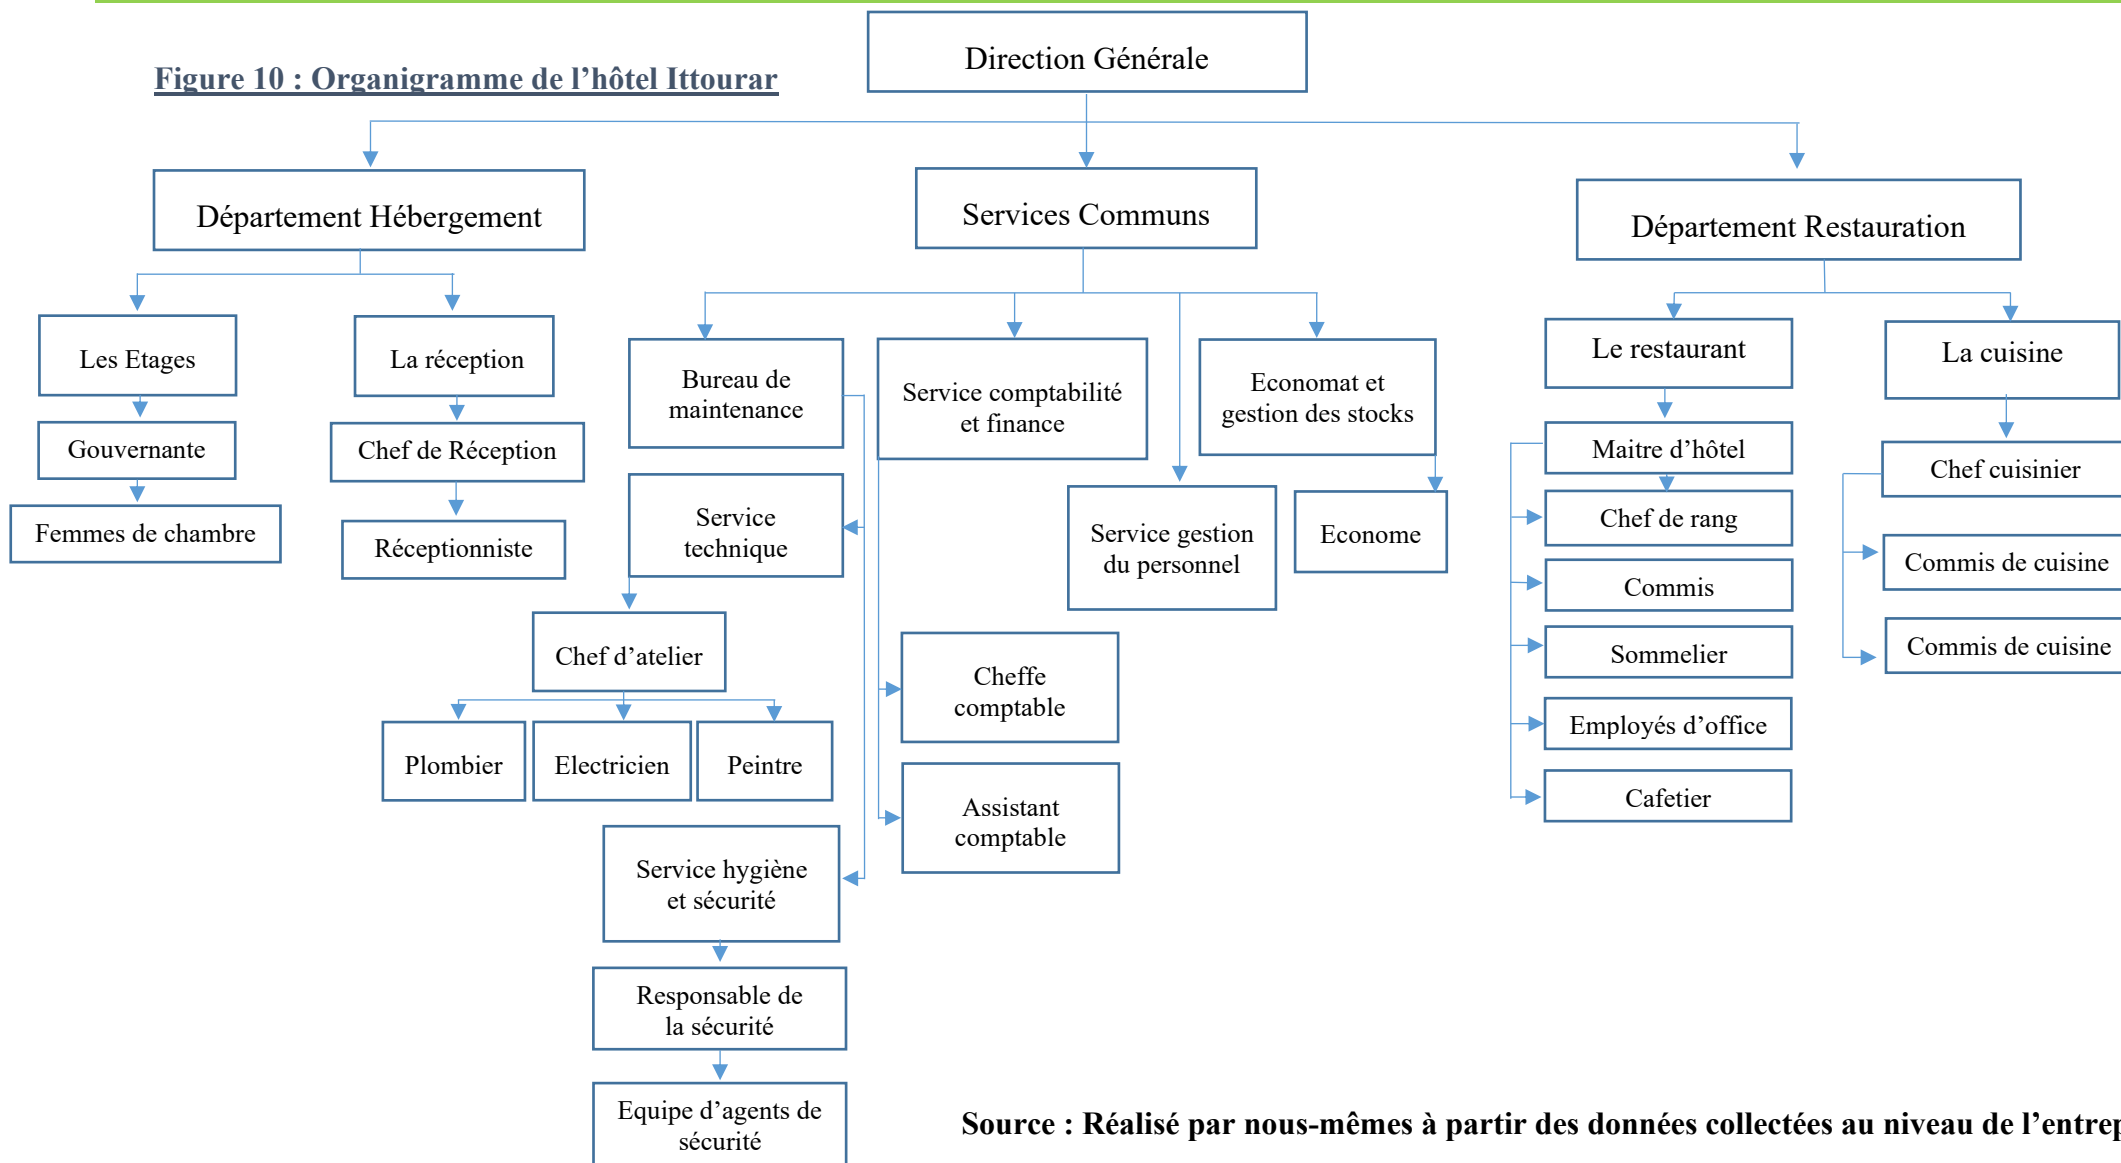 Direction Générale
Figure 10 : Organigramme de l’hôtel Ittourar
Département Hébergement
Services Communs
Département Restauration
Les Etages
La réception
Bureau de
maintenance
Service comptabilité
et finance
Economat et
gestion des stocks
Le restaurant
La cuisine
Gouvernante
Chef de Réception
Maitre d’hôtel
Chef cuisinier
Femmes de chambre
Réceptionniste
Service
technique
Service gestion
du personnel
Econome
Chef de rang
Commis de cuisine
Commis
Commis de cuisine
Chef d’atelier
Cheffe
comptable
Sommelier
Plombier
Electricien
Peintre
Employés d’office
Assistant
comptable
Cafetier
Service hygiène
et sécurité
Responsable de
la sécurité
Equipe d’agents de
sécurité
Source : Réalisé par nous-mêmes à partir des données collectées au niveau de l’entrep